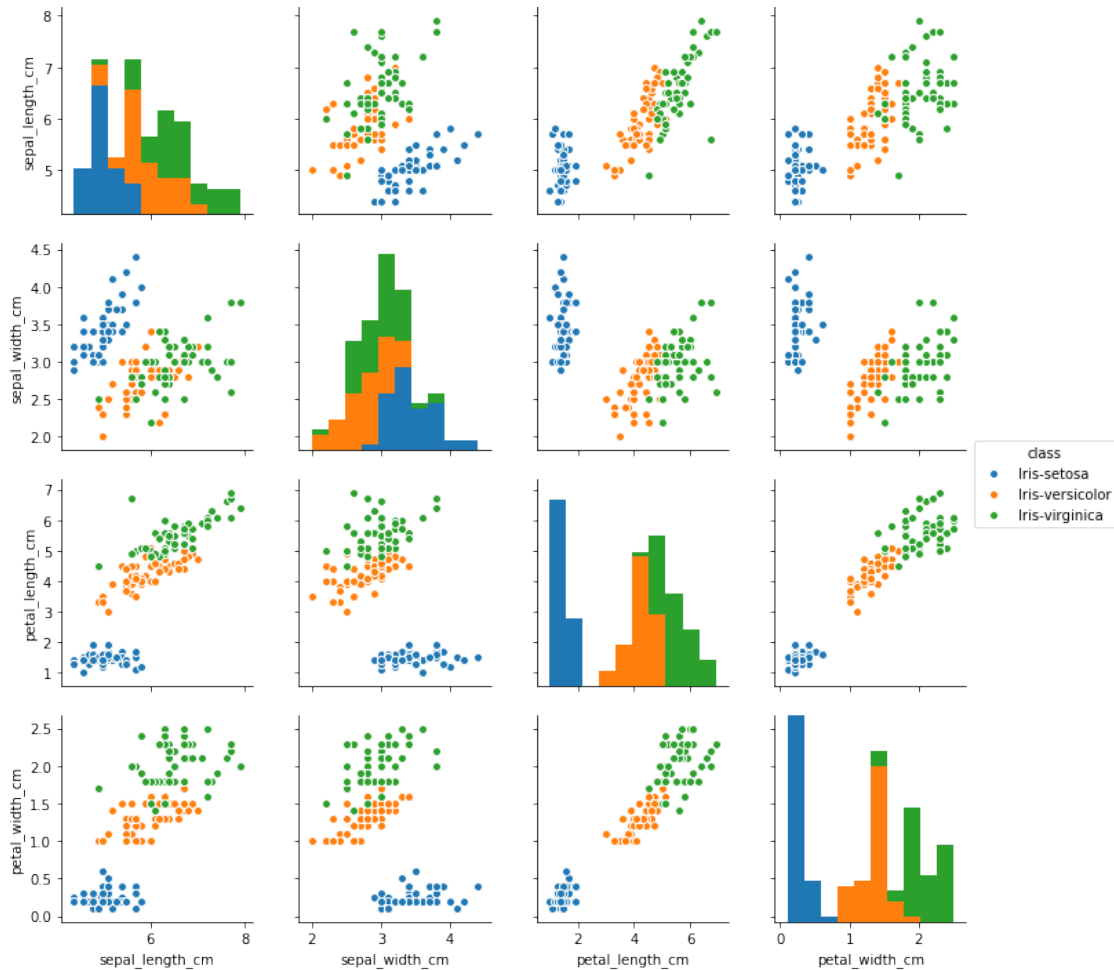 8
7
6
5
sepal_length_cm
4.5
4.0
3.5
3.0
2.5
2.0
sepal_width_cm
class
Iris-setosa
Iris-versicolor
Iris-virginica
7
6
5
4
3
2
1
petal_length_cm
2.5
2.0
1.5
1.0
0.5
0.0
petal_width_cm
6 8
sepal_length_cm
2 3 4
sepal_width_cm
2 4 6
petal_length_cm
0 1 2
petal_width_cm